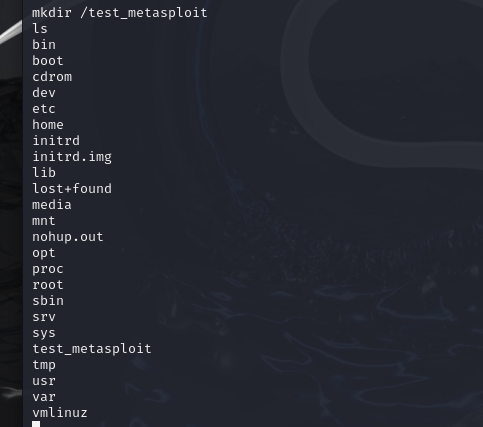 mkdir /test_metasploit
ls
bin
boot
cdrom
dev
etc
home
initrd
initrd.img
lib
lost+found
media
mnt
nohup.out
opt
proc
root
sbin
srv
sys
test_metasploit
tmp
usr
var
vmlinuz